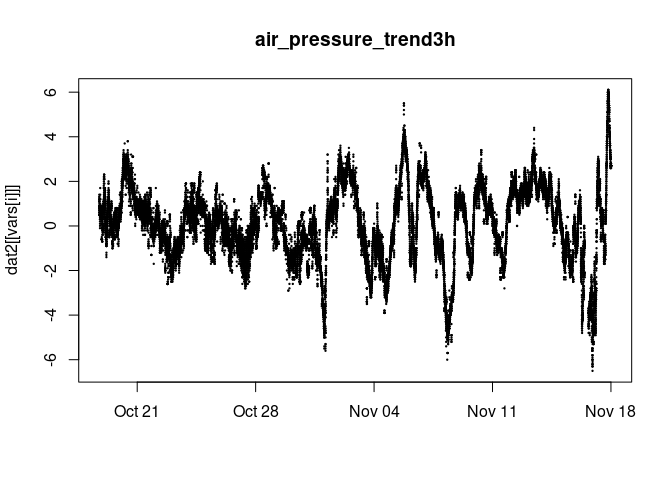 air_pressure_trend3h
dat2[[vars[i]]]
6
4
2
0
-2
-4
-6
Oct 21
Oct 28
Nov 04
Nov 11
Nov 18